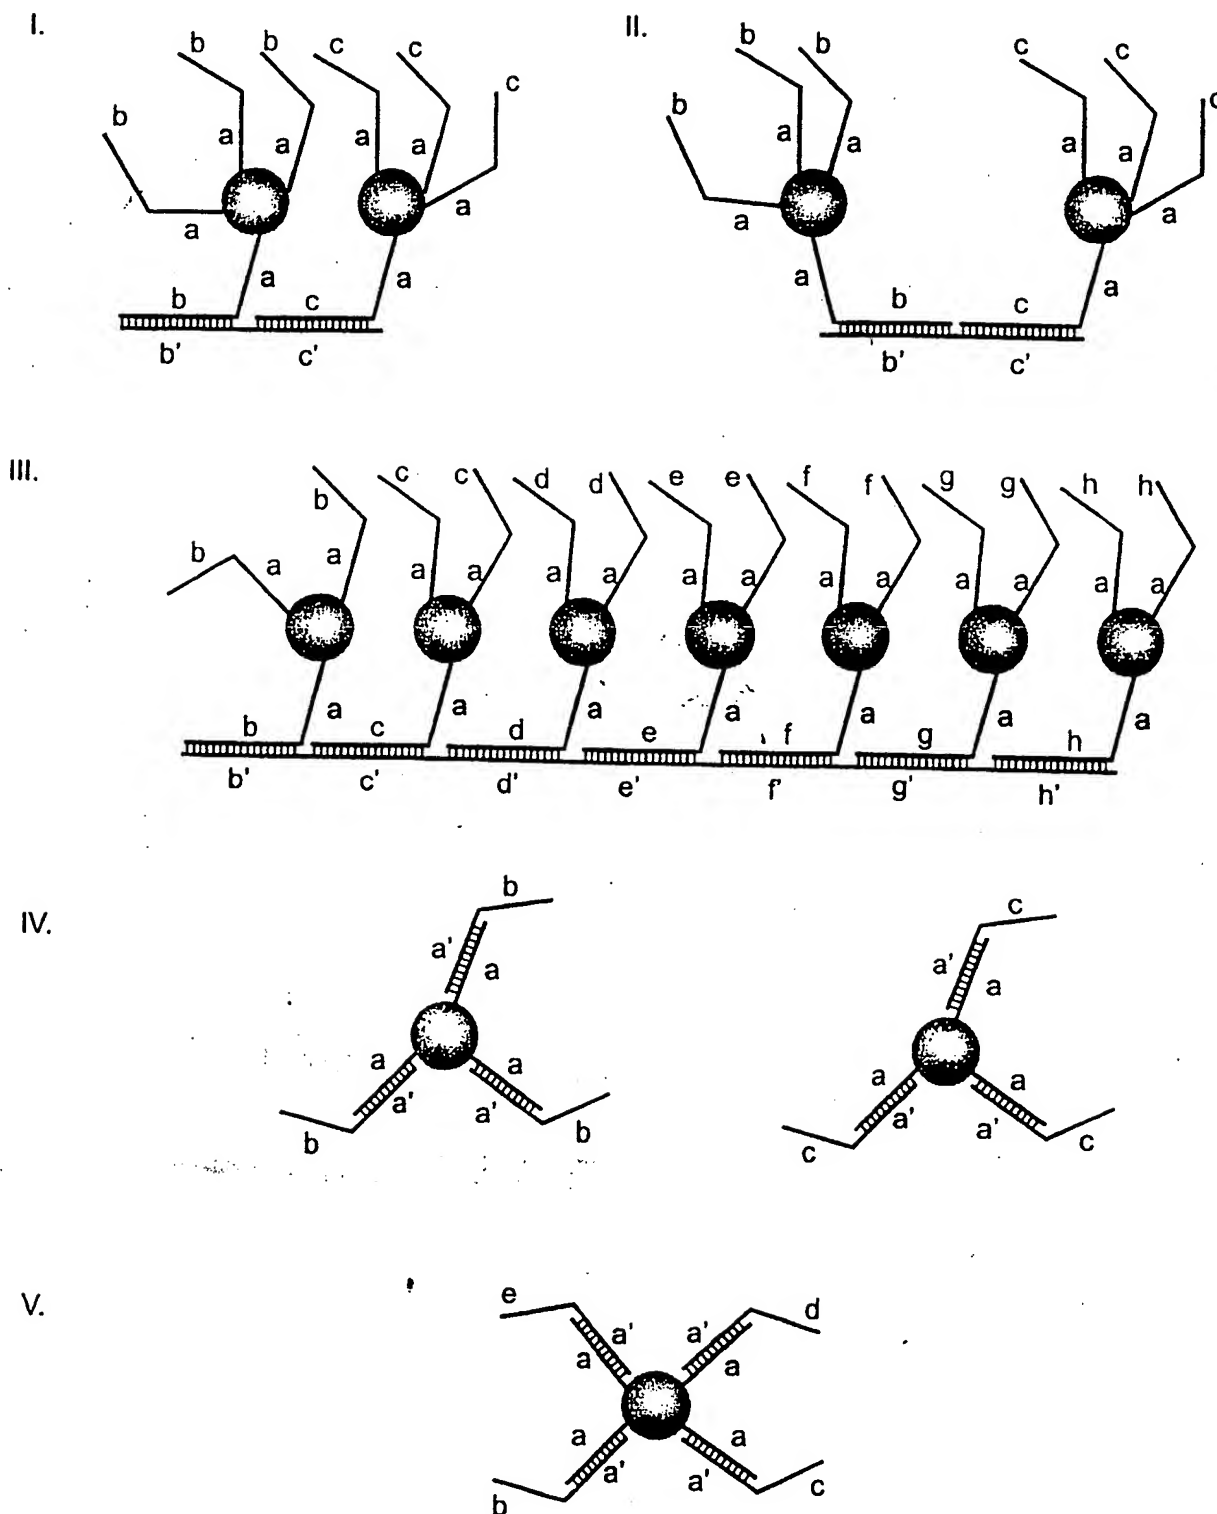 I. b b c c II. b b c c
b c b c
a a a a a a a a
a a a a
a a a a
b c b c
b' c' b' c'
III. b c c d d e e f f g g h h
b a a a a a a a a a a a a a a
a a a a a a a
b c d e f g h
b' c' d' e' f' g' h'
IV. b c
a' a a' a
a a a a
a' a' a' a'
b b c c
V. e a' a' d
a a
a a
a' a'
b c